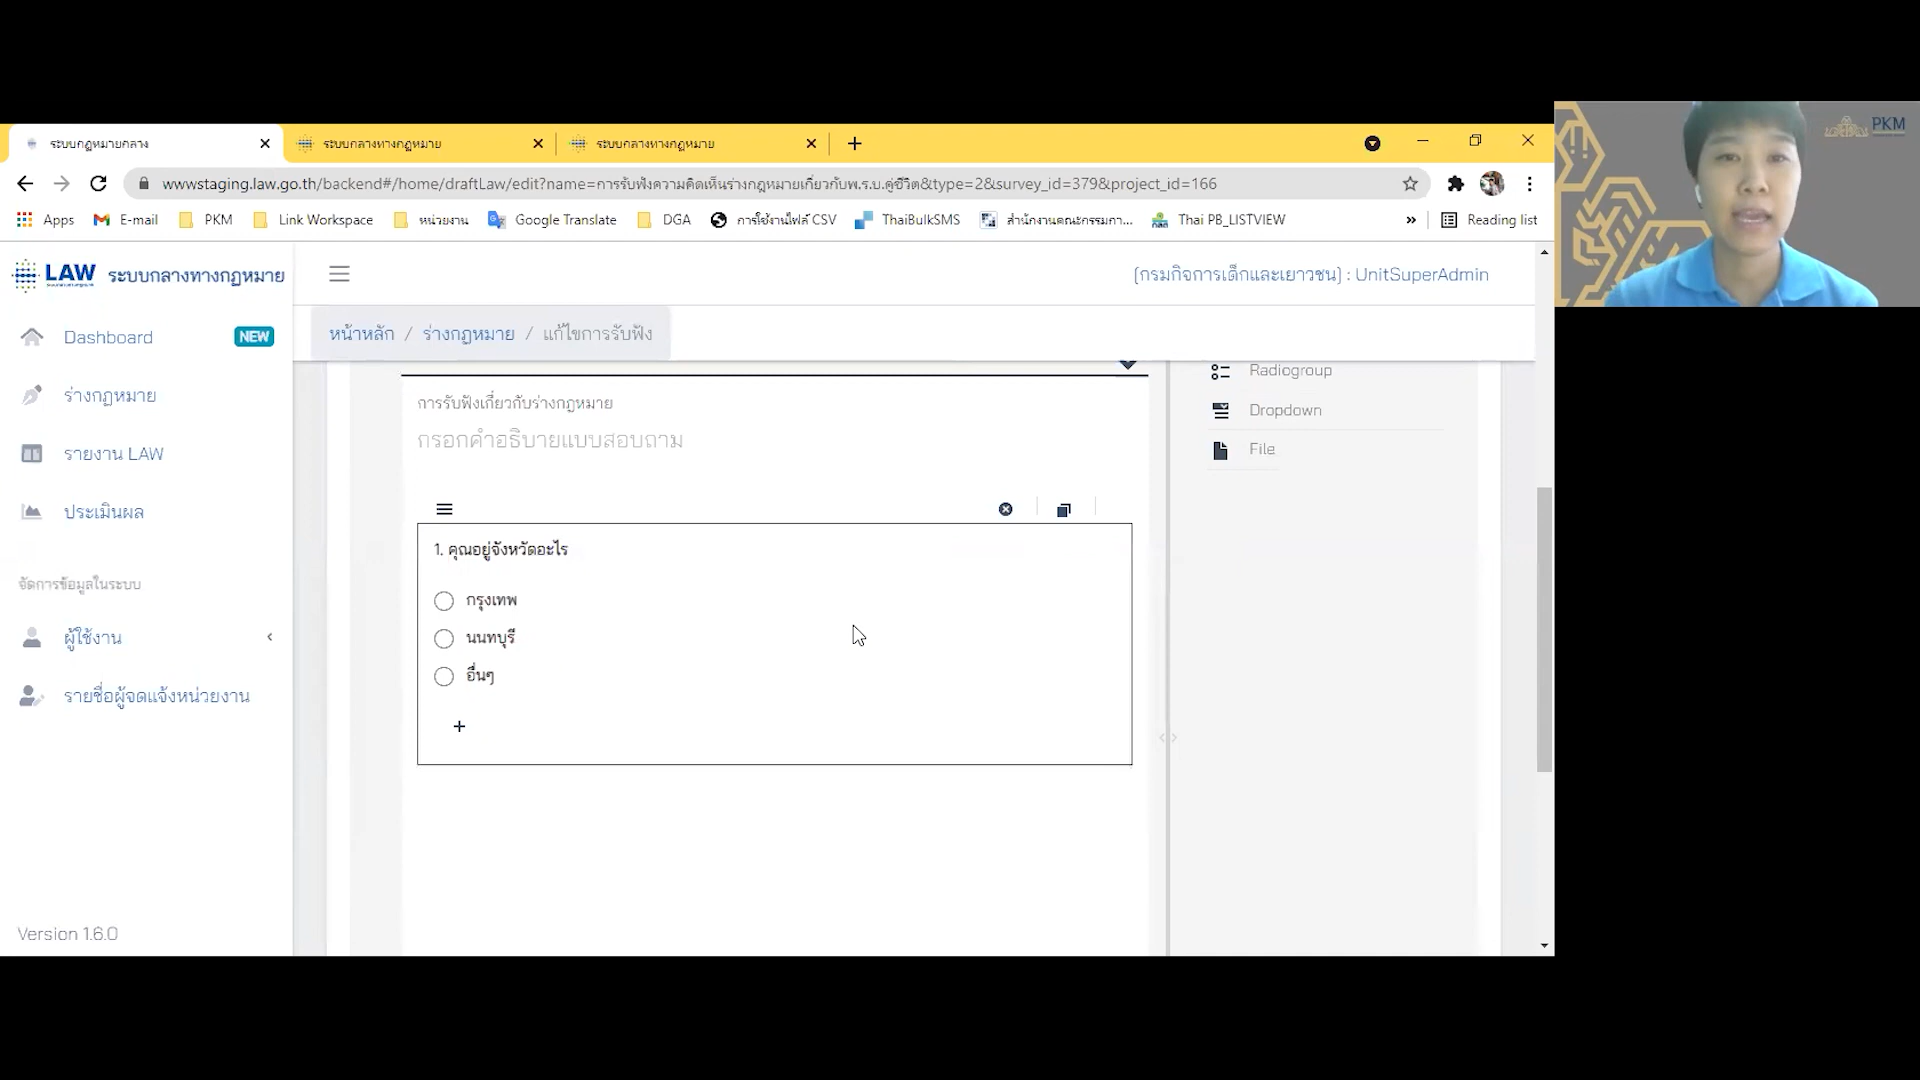 ระบบกฎหมายกลาง
ระบบกลางทางกฎหมาย
ระบบกลางทางกฎหมาย
wwwstaging.law.go.th/backend#/home/draftLaw/edit?name=การรับฟังความคิดเห็นร่างกฎหมายเกี่ยวกับพ.ร.บ.คู่ชีวิต&type=2&survey_id=379&project_id=166
Apps E-mail PKM Link Workspace หน่วยงาน Google Translate DGA การใช้งานไฟล์ CSV ThaiBulkSMS สำนักงานคณะกรรมกา... Thai PB_LISTVIEW » Reading list
LAW ระบบกลางทางกฎหมาย
[กรมกิจการเด็กและเยาวชน] : UnitSuperAdmin
หน้าหลัก / ร่างกฎหมาย / แก้ไขการรับฟัง
Dashboard NEW
ร่างกฎหมาย
รายงาน LAW
ประเมินผล
จัดการข้อมูลในระบบ
ผู้ใช้งาน
รายชื่อผู้จดแจ้งหน่วยงาน
Version 1.6.0
การรับฟังเกี่ยวกับร่างกฎหมาย
กรอกคำอธิบายแบบสอบถาม
1. คุณอยู่จังหวัดอะไร
กรุงเทพ
นนทบุรี
อื่นๆ
+
Radiogroup
Dropdown
File
PKM